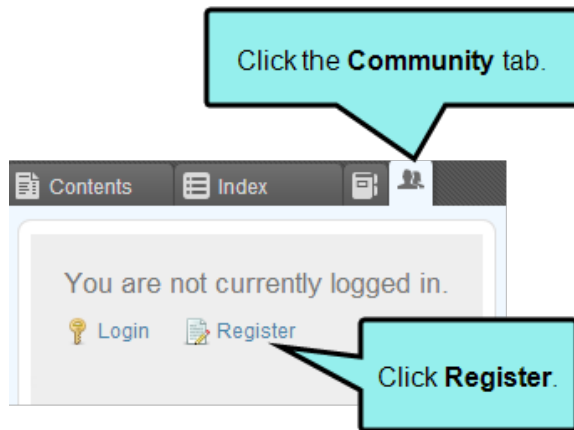 Click the Community tab.
Contents
Index
You are not currently logged in.
Login
Register
Click Register.